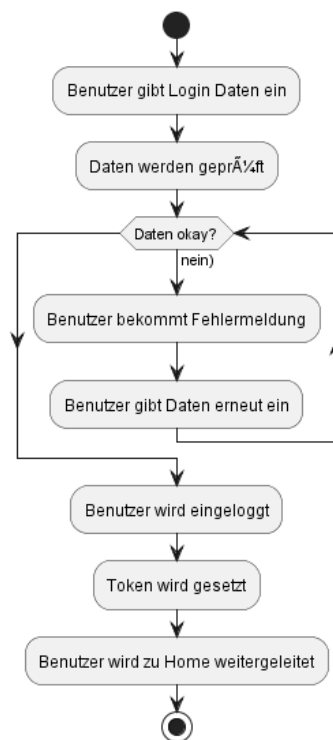 Benutzer gibt Login Daten ein
Daten werden geprÃ¼ft
Daten okay?
nein)
Benutzer bekommt Fehlermeldung
Benutzer gibt Daten erneut ein
Benutzer wird eingeloggt
Token wird gesetzt
Benutzer wird zu Home weitergeleitet